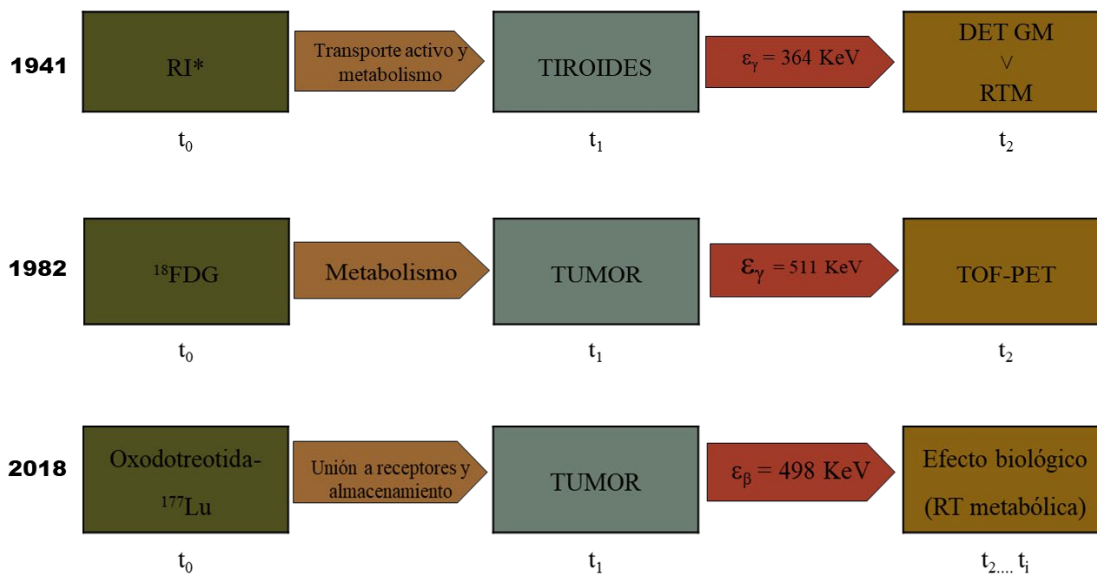 1941
RI*
Transporte activo y
metabolismo
TIROIDES
εγ = 364 KeV
DET GM
˅
RTM
t0
t1
t2
1982
18FDG
Metabolismo
TUMOR
εγ = 511 KeV
TOF-PET
t0
t1
t2
2018
Oxodotreotida-
177Lu
Unión a receptores y
almacenamiento
TUMOR
εβ = 498 KeV
Efecto biológico
(RT metabólica)
t0
t1
t2.... ti